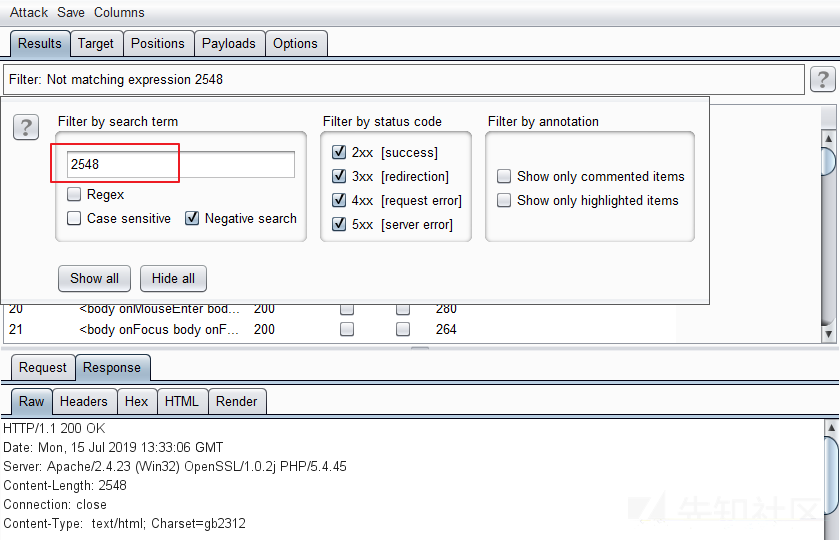 Attack Save Columns
Results Target Positions Payloads Options
Filter: Not matching expression 2548 ?
? Filter by search term Filter by status code Filter by annotation
2548 2xx [success]
3xx [redirection] Show only commented items
Regex 4xx [request error] Show only highlighted items
Case sensitive Negative search 5xx [server error]
Show all Hide all
20 <body onMouseEnter bod... 200 280
21 <body onFocus body onF... 200 264
Request Response
Raw Headers Hex HTML Render
HTTP/1.1 200 OK
Date: Mon, 15 Jul 2019 13:33:06 GMT
Server: Apache/2.4.23 (Win32) OpenSSL/1.0.2j PHP/5.4.45
Content-Length: 2548
Connection: close
Content-Type: text/html; Charset=gb2312
先知社区